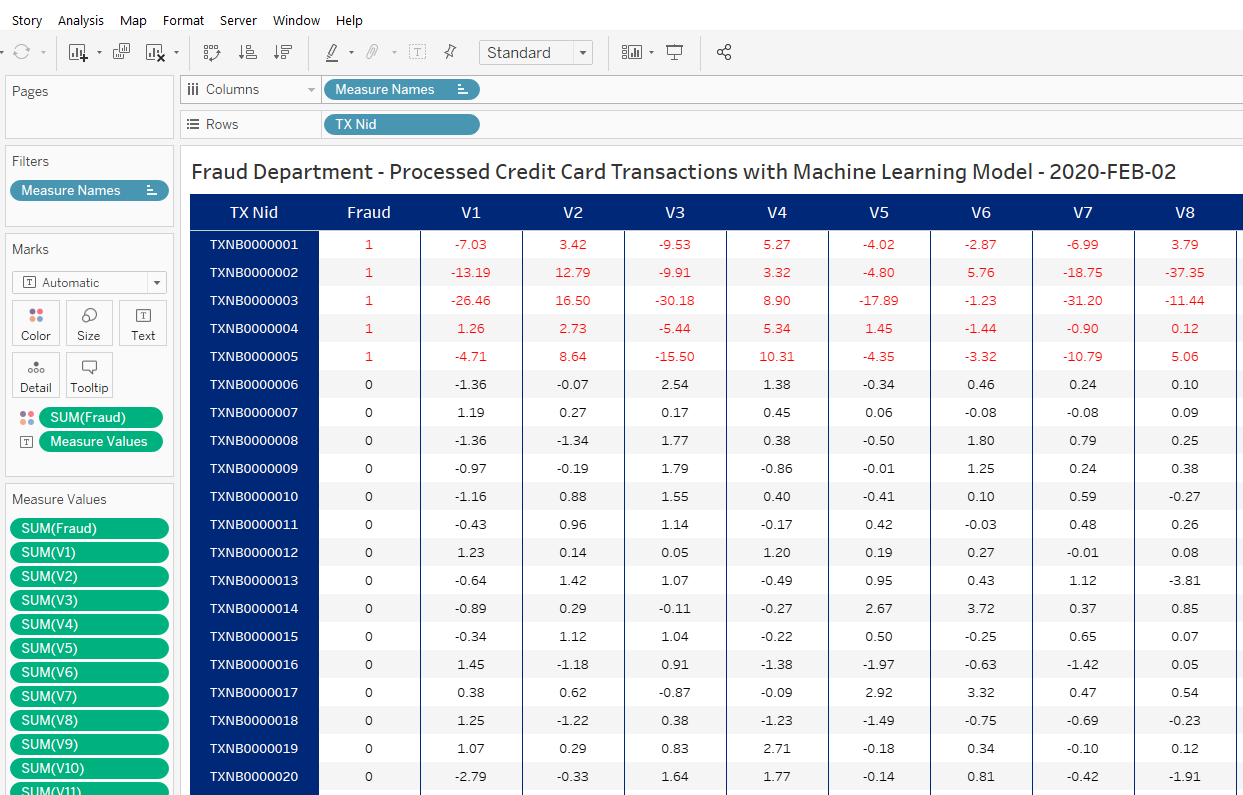 Story Analysis Map Format Server Window Help
Standard
Pages
Columns Measure Names
Rows TX Nid
Filters
Measure Names
Marks
Automatic
Color Size Text
Detail Tooltip
SUM(Fraud)
Measure Values
Measure Values
SUM(Fraud)
SUM(V1)
SUM(V2)
SUM(V3)
SUM(V4)
SUM(V5)
SUM(V6)
SUM(V7)
SUM(V8)
SUM(V9)
SUM(V10)
SUM(V11)
Fraud Department - Processed Credit Card Transactions with Machine Learning Model - 2020-FEB-02
TX Nid Fraud V1 V2 V3 V4 V5 V6 V7 V8
TXNB0000001 1 -7.03 3.42 -9.53 5.27 -4.02 -2.87 -6.99 3.79
TXNB0000002 1 -13.19 12.79 -9.91 3.32 -4.80 5.76 -18.75 -37.35
TXNB0000003 1 -26.46 16.50 -30.18 8.90 -17.89 -1.23 -31.20 -11.44
TXNB0000004 1 1.26 2.73 -5.44 5.34 1.45 -1.44 -0.90 0.12
TXNB0000005 1 -4.71 8.64 -15.50 10.31 -4.35 -3.32 -10.79 5.06
TXNB0000006 0 -1.36 -0.07 2.54 1.38 -0.34 0.46 0.24 0.10
TXNB0000007 0 1.19 0.27 0.17 0.45 0.06 -0.08 -0.08 0.09
TXNB0000008 0 -1.36 -1.34 1.77 0.38 -0.50 1.80 0.79 0.25
TXNB0000009 0 -0.97 -0.19 1.79 -0.86 -0.01 1.25 0.24 0.38
TXNB0000010 0 -1.16 0.88 1.55 0.40 -0.41 0.10 0.59 -0.27
TXNB0000011 0 -0.43 0.96 1.14 -0.17 0.42 -0.03 0.48 0.26
TXNB0000012 0 1.23 0.14 0.05 1.20 0.19 0.27 -0.01 0.08
TXNB0000013 0 -0.64 1.42 1.07 -0.49 0.95 0.43 1.12 -3.81
TXNB0000014 0 -0.89 0.29 -0.11 -0.27 2.67 3.72 0.37 0.85
TXNB0000015 0 -0.34 1.12 1.04 -0.22 0.50 -0.25 0.65 0.07
TXNB0000016 0 1.45 -1.18 0.91 -1.38 -1.97 -0.63 -1.42 0.05
TXNB0000017 0 0.38 0.62 -0.87 -0.09 2.92 3.32 0.47 0.54
TXNB0000018 0 1.25 -1.22 0.38 -1.23 -1.49 -0.75 -0.69 -0.23
TXNB0000019 0 1.07 0.29 0.83 2.71 -0.18 0.34 -0.10 0.12
TXNB0000020 0 -2.79 -0.33 1.64 1.77 -0.14 0.81 -0.42 -1.91